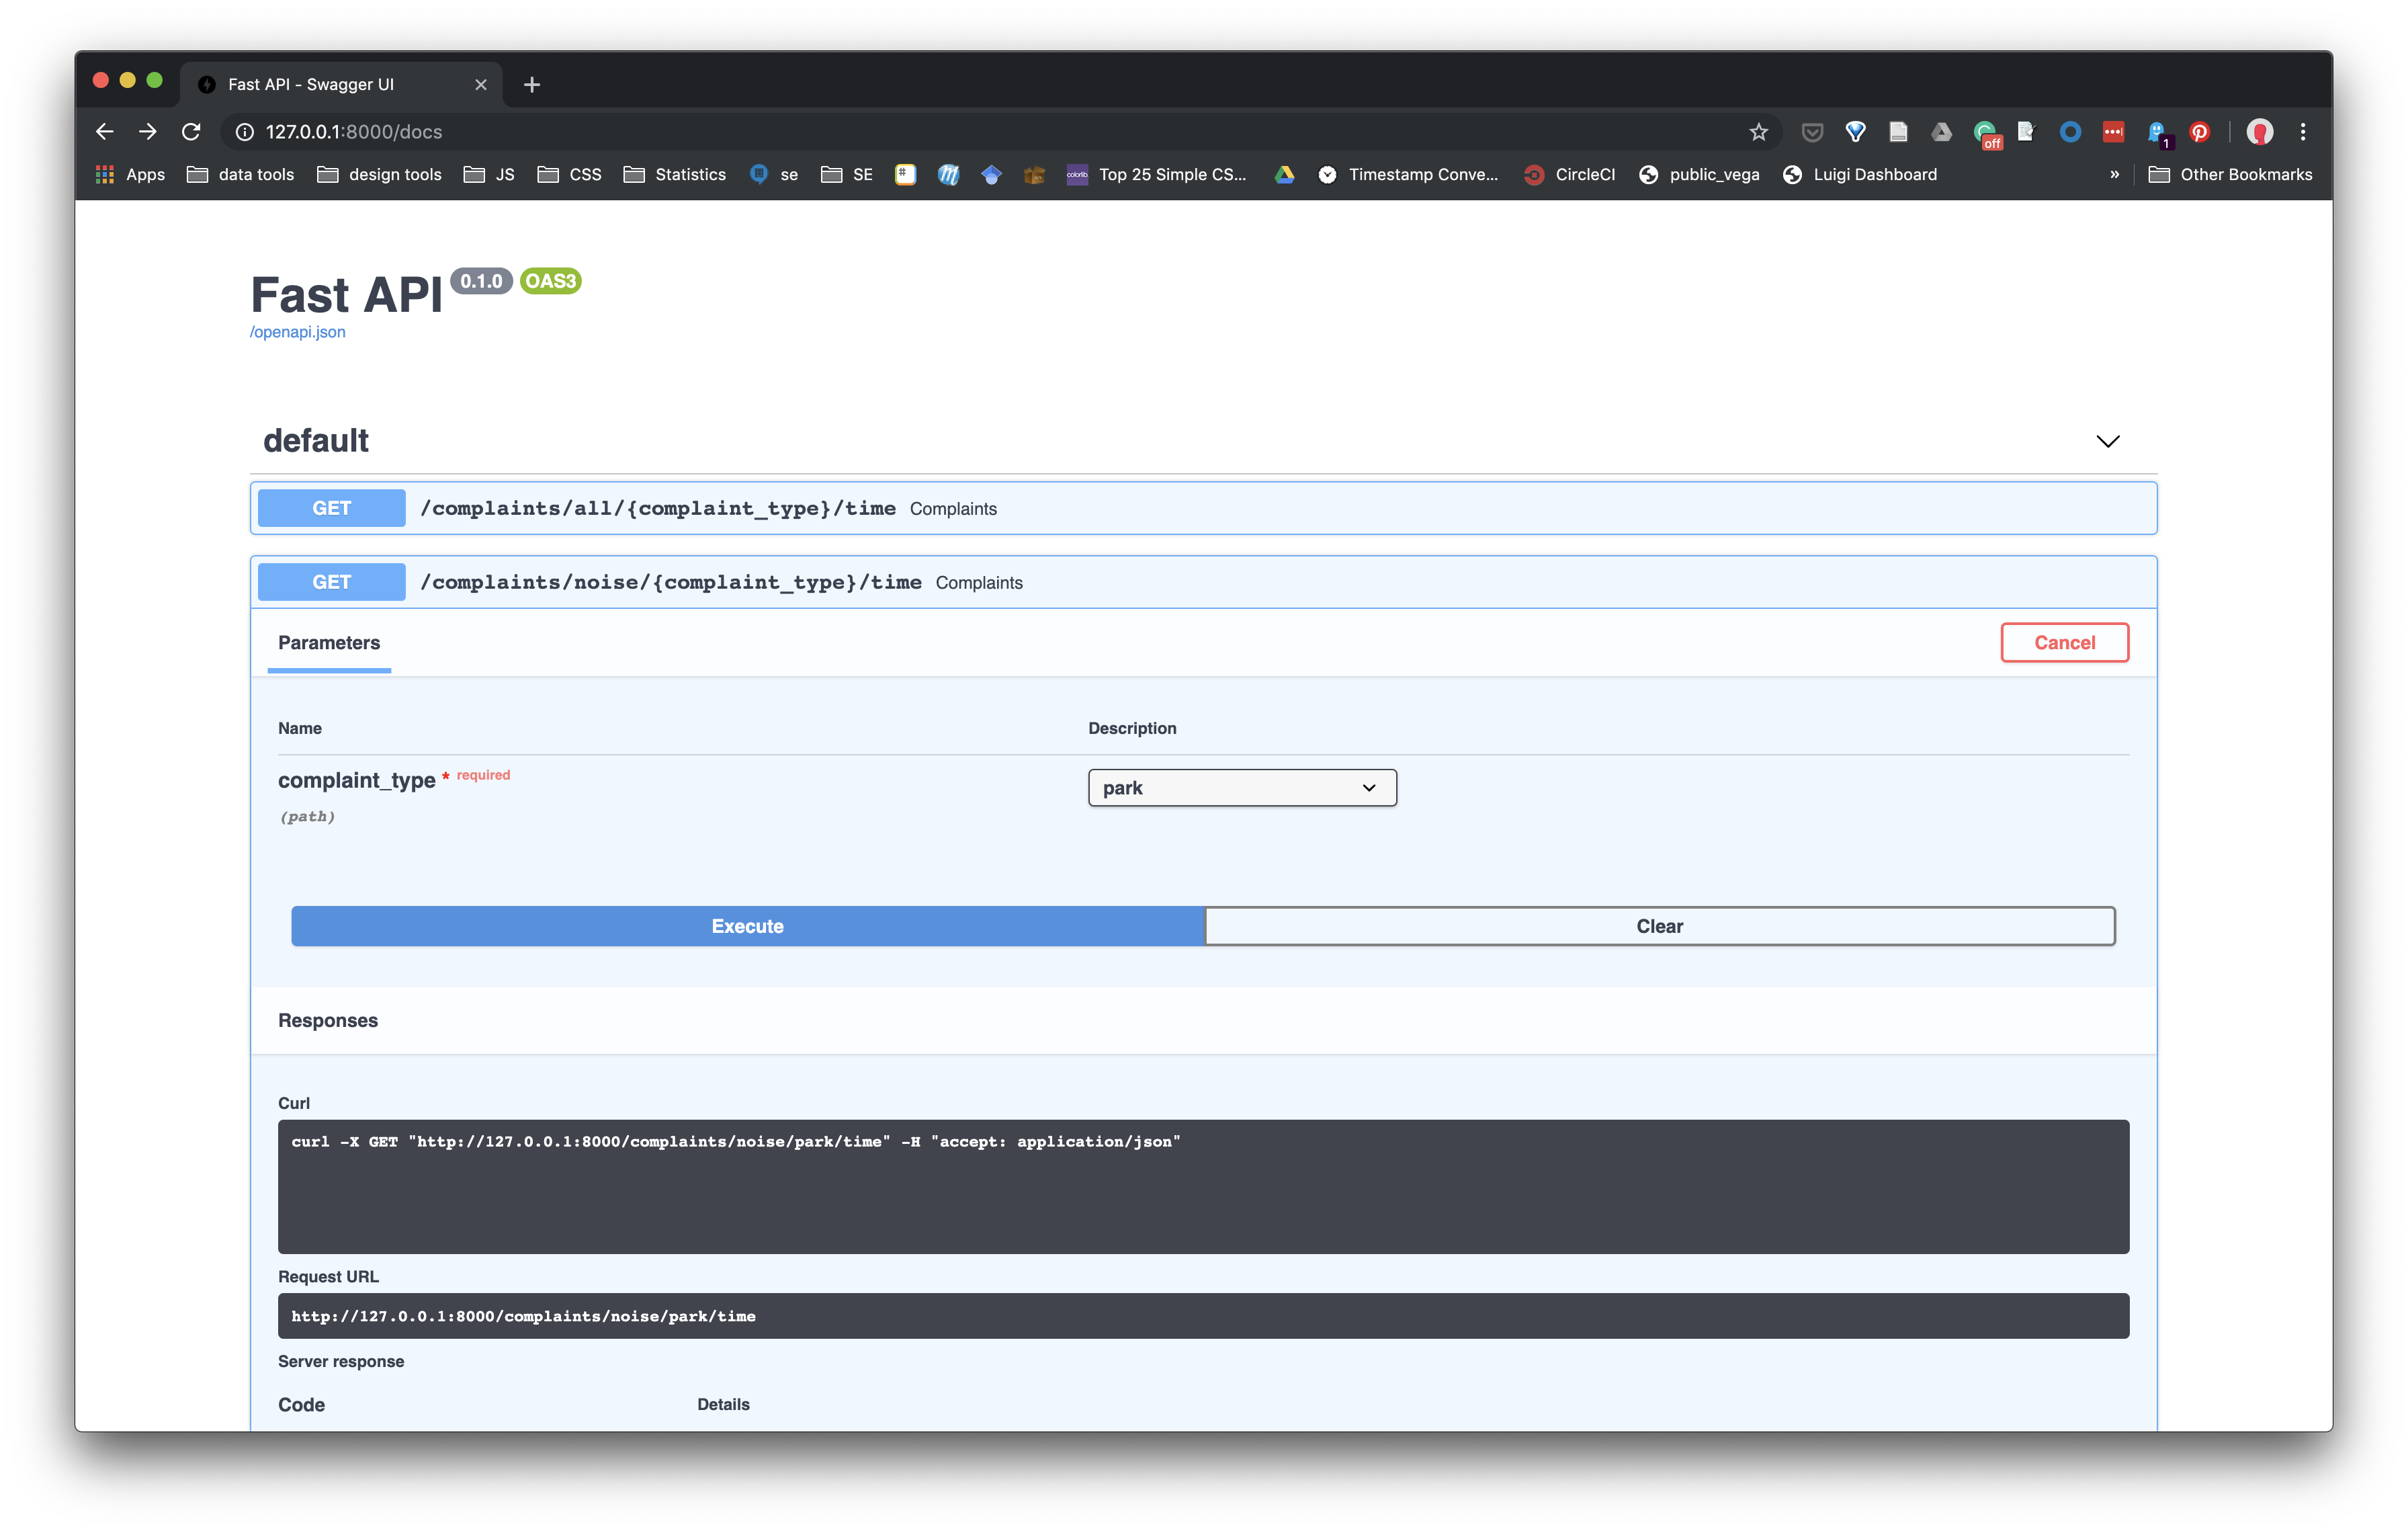 Fast API - Swagger UI
127.0.0.1:8000/docs
off
1
Apps data tools design tools JS CSS Statistics se SE Top 25 Simple CS... Timestamp Conve... CircleCI public_vega Luigi Dashboard » Other Bookmarks
Fast API 0.1.0 OAS3
/openapi.json
default
GET /complaints/all/{complaint_type}/time Complaints
GET /complaints/noise/{complaint_type}/time Complaints
Parameters Cancel
Name Description
complaint_type * required park
(path)
Execute Clear
Responses
Curl
curl -X GET "http://127.0.0.1:8000/complaints/noise/park/time" -H "accept: application/json"
Request URL
http://127.0.0.1:8000/complaints/noise/park/time
Server response
Code Details